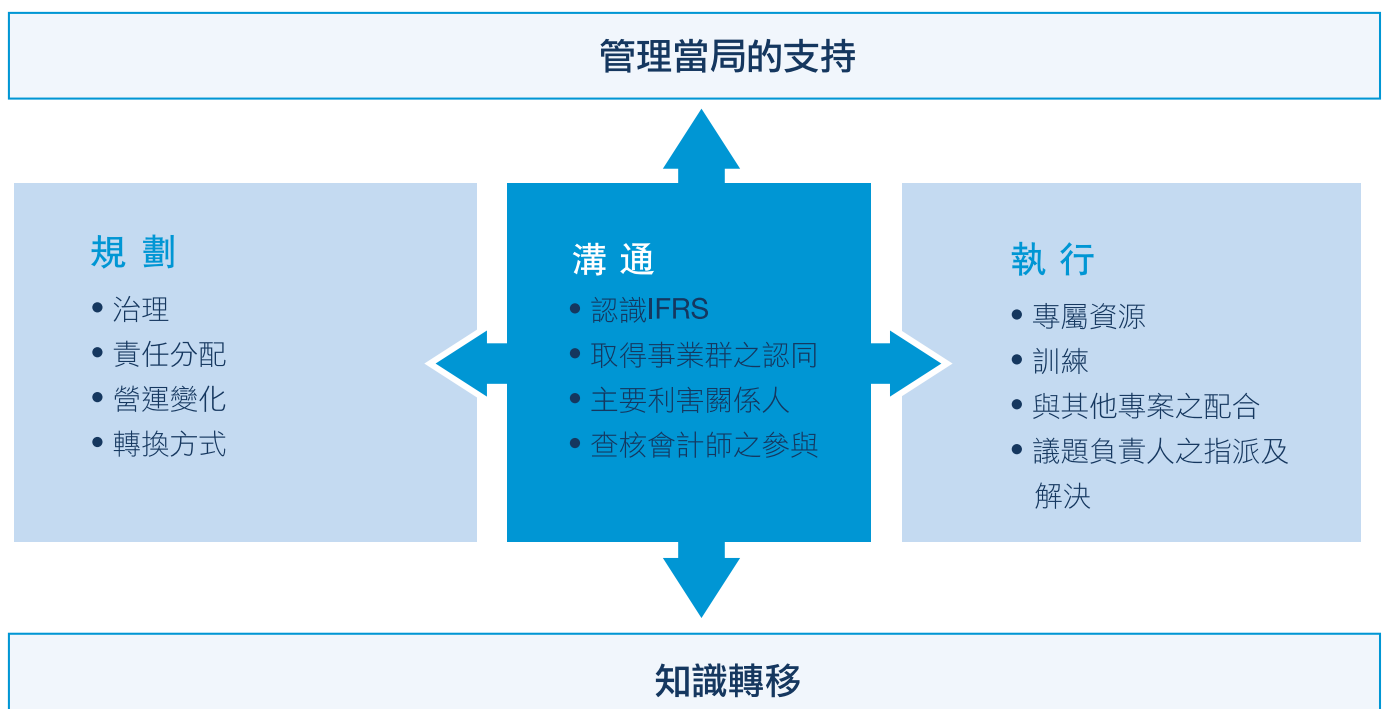 管理當局的支持
規劃
• 治理
• 責任分配
• 營運變化
• 轉換方式
溝通
• 認識IFRS
• 取得事業群之認同
• 主要利害關係人
• 查核會計師之參與
執行
• 專屬資源
• 訓練
• 與其他專案之配合
• 議題負責人之指派及
解決
知識轉移